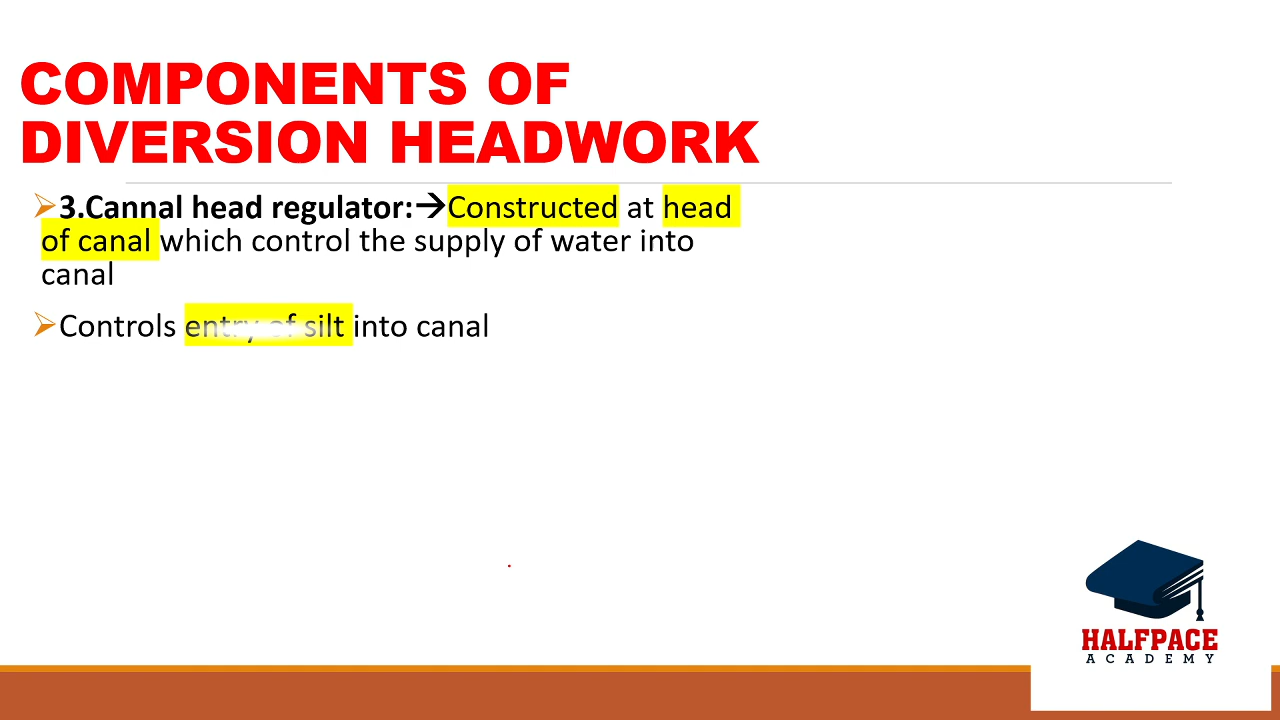 COMPONENTS OF
DIVERSION HEADWORK
➢3.Cannal head regulator:→Constructed at head
of canal which control the supply of water into
canal
➢Controls entry of silt into canal
HALFPACE
ACADEMY